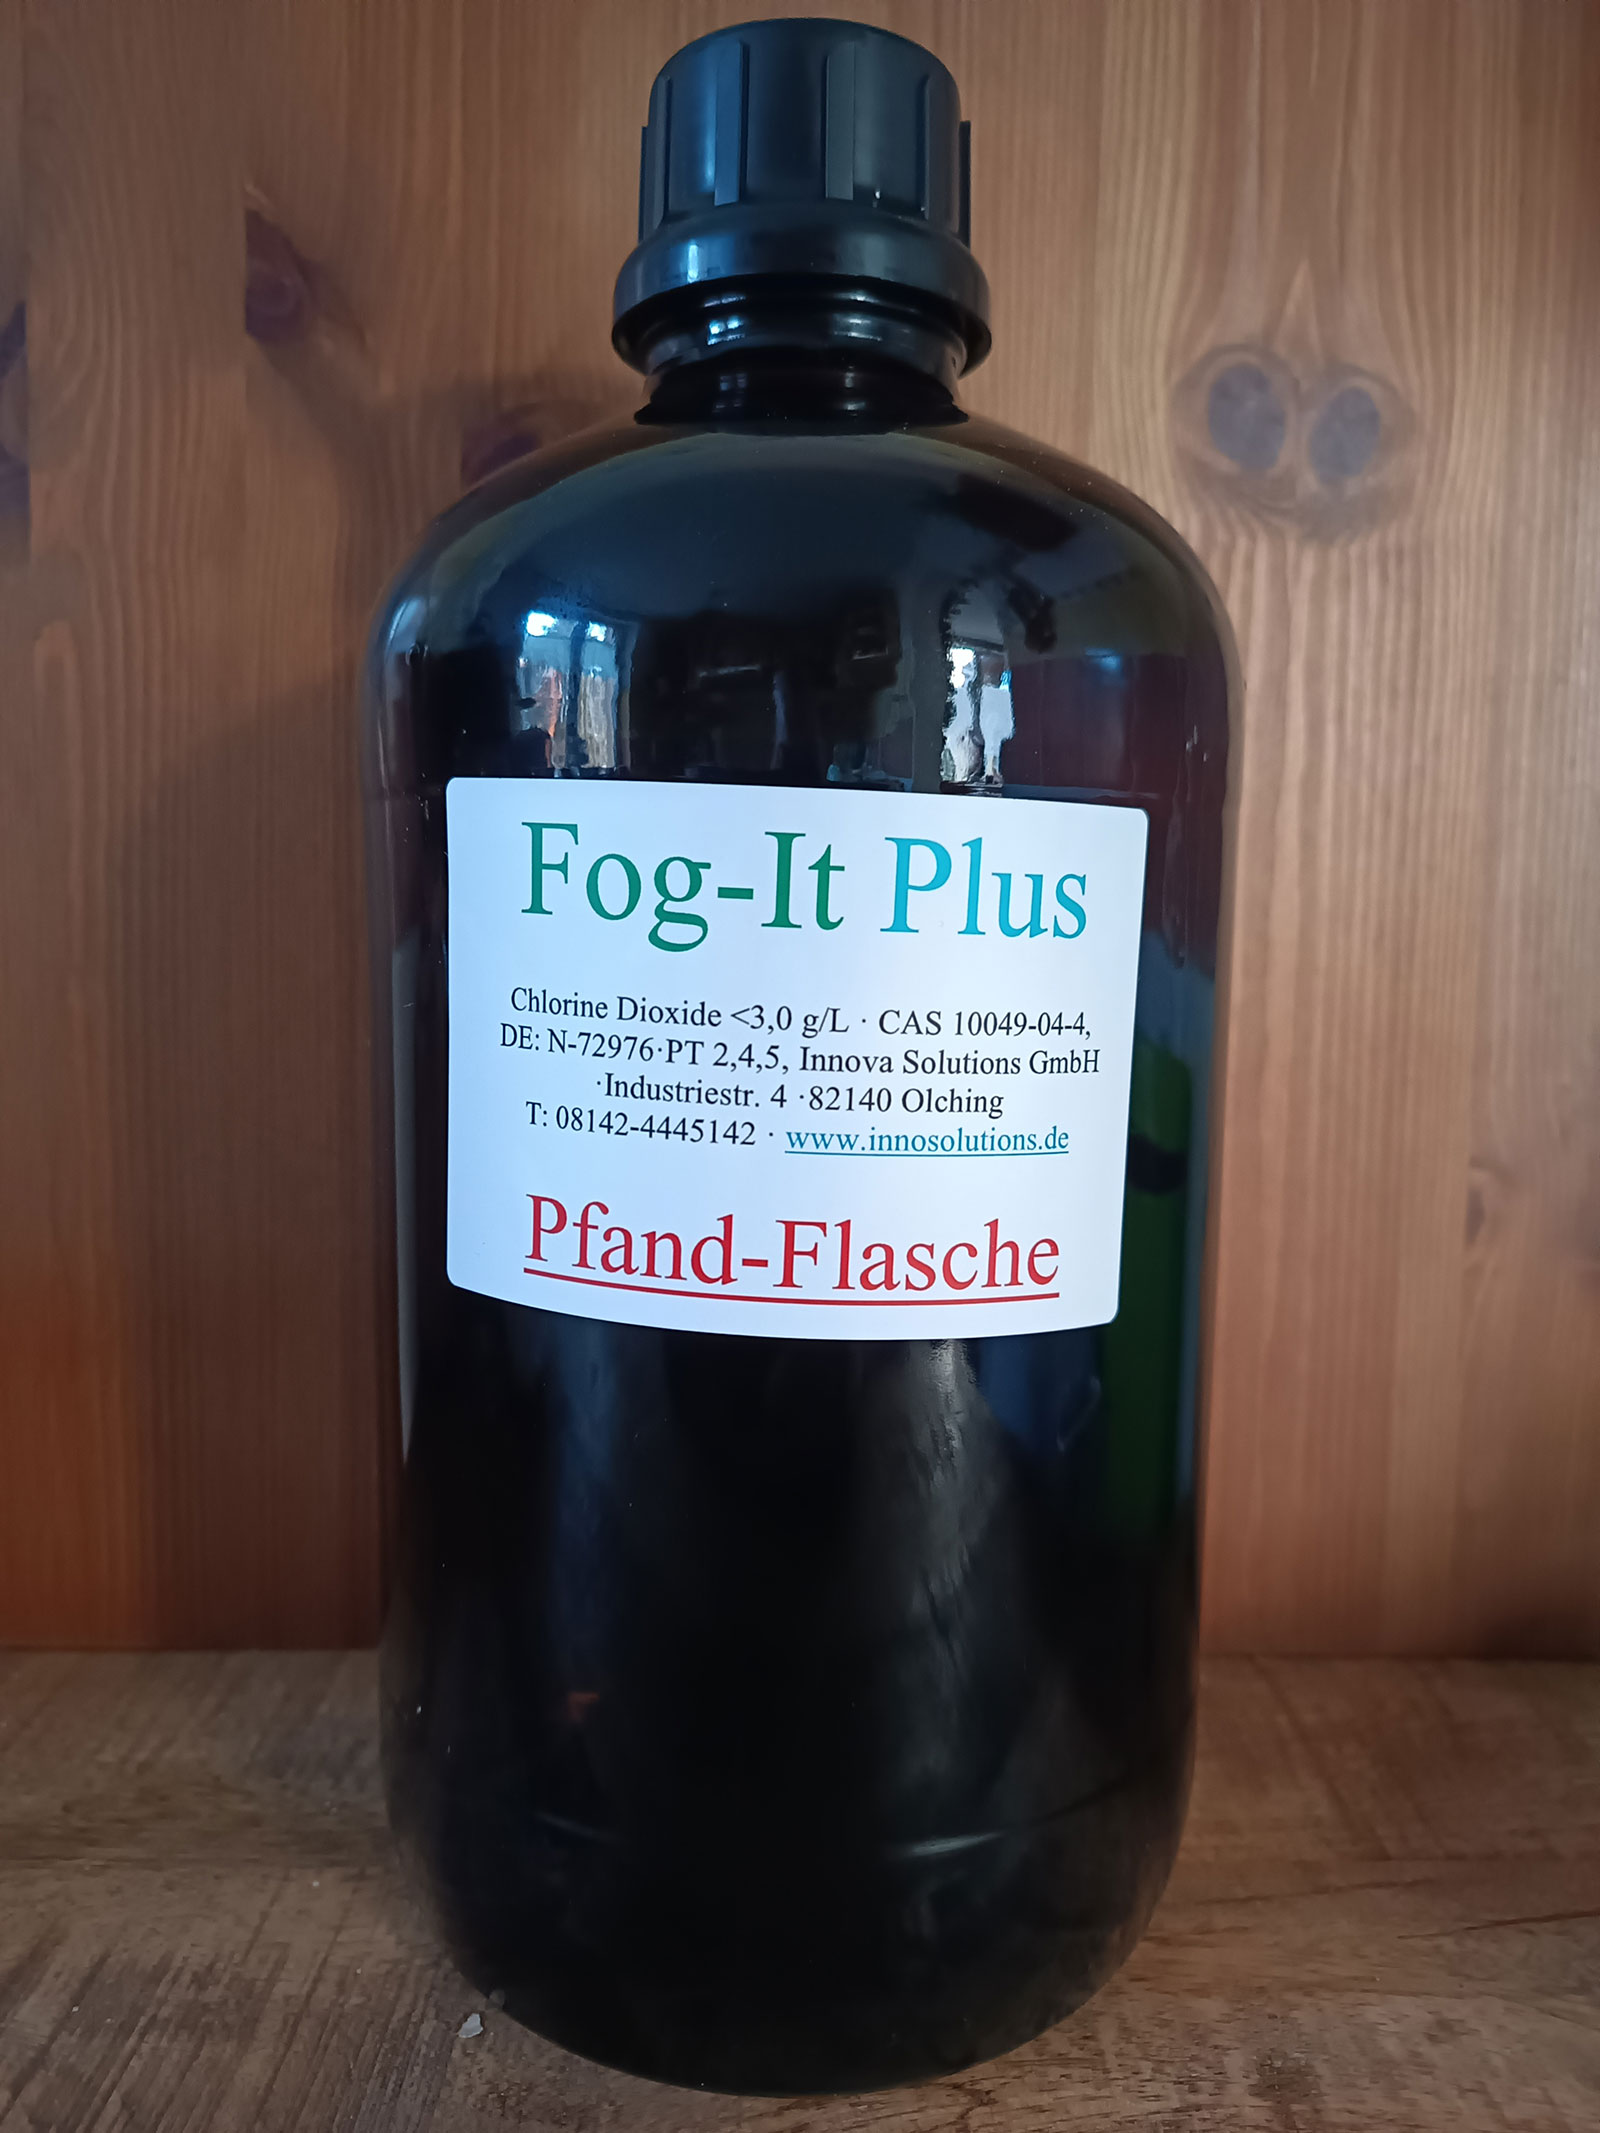 Fog-It Plus
Chlorine Dioxide <3,0 g/L · CAS 10049-04-4,
DE: N-72976·PT 2,4,5, Innova Solutions GmbH
·Industriestr. 4 ·82140 Olching
T: 08142-4445142 · www.innosolutions.de
Pfand-Flasche